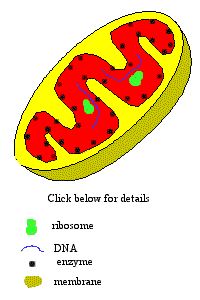 Click below for details
ribosome
DNA
enzyme
membrane